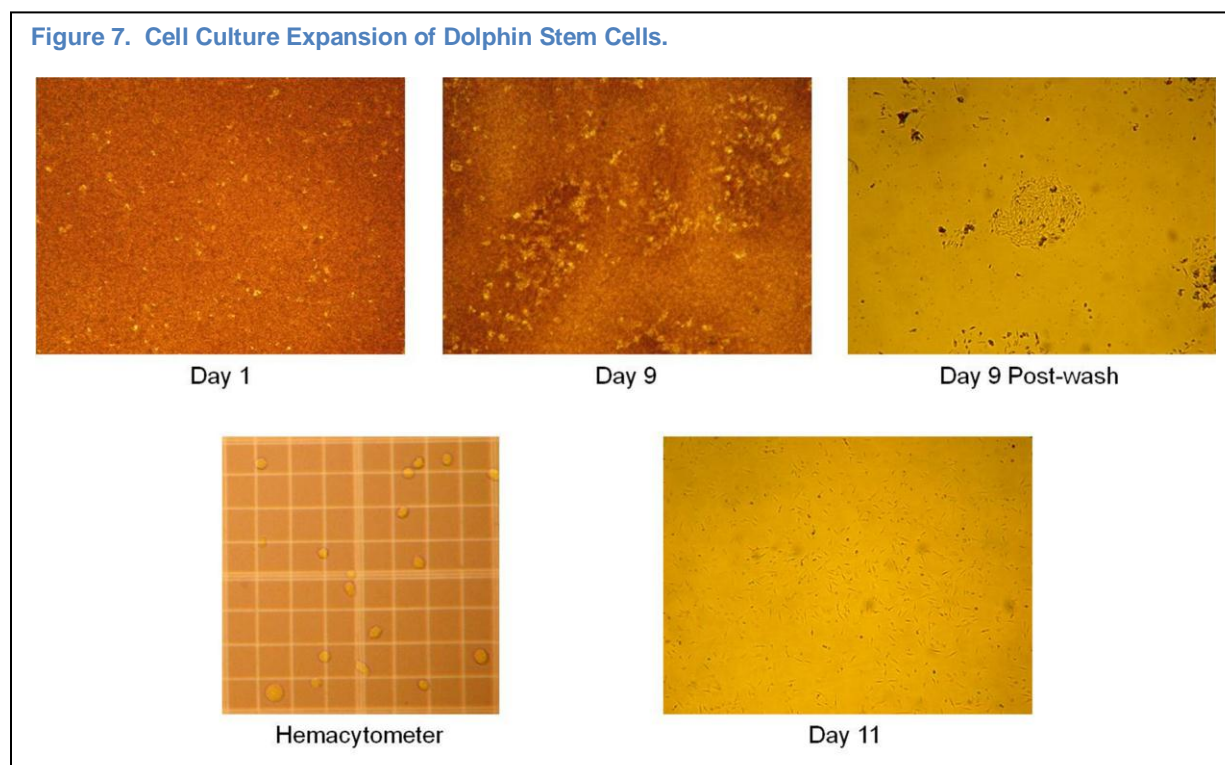 Figure 7. Cell Culture Expansion of Dolphin Stem Cells.
Day 1
Day 9
Day 9 Post-wash
Hemacytometer
Day 11